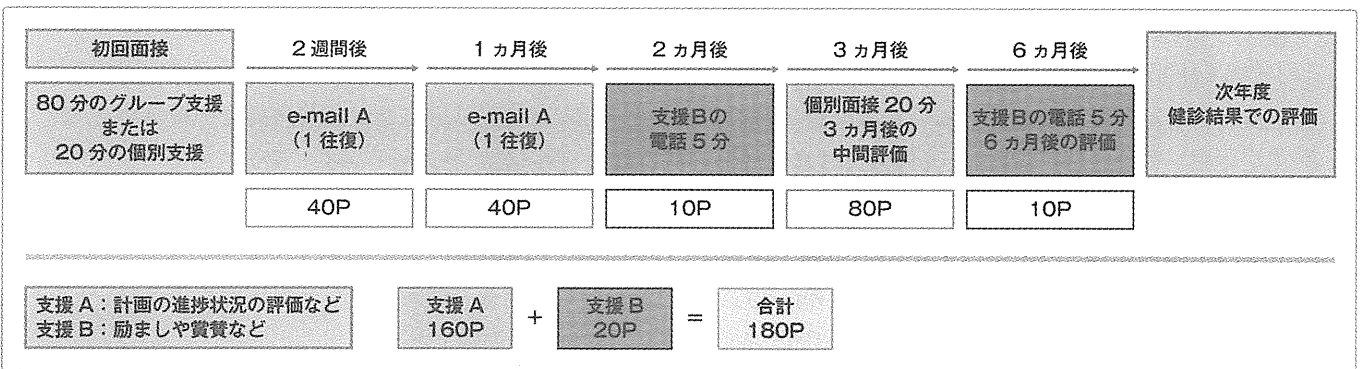 初回面接
2週間後
1ヵ月後
2ヵ月後
3ヵ月後
6ヵ月後
80分のグループ支援
または
20分の個別支援
e-mail A
(1往復)
e-mail A
(1往復)
支援Bの
電話5分
個別面接20分
3ヵ月後の
中間評価
支援Bの電話5分
6ヵ月後の評価
次年度
健診結果での評価
40P
40P
10P
80P
10P
支援A：計画の進捗状況の評価など
支援B：励ましや賞賛など
支援A
160P
+
支援B
20P
=
合計
180P